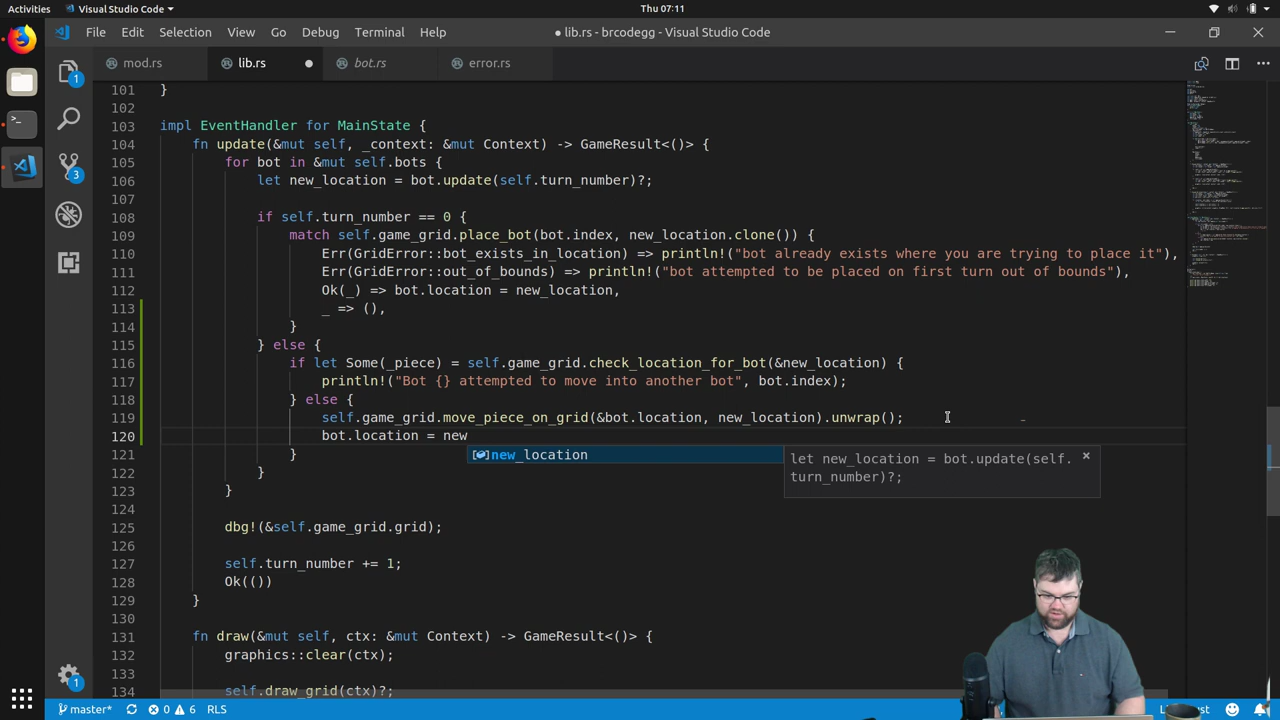 Activities
Visual Studio Code
Thu 07:11
File Edit Selection View Go Debug Terminal Help
● lib.rs - brcodegg - Visual Studio Code
mod.rs lib.rs bot.rs error.rs
101 }
102
103 impl EventHandler for MainState {
104 fn update(&mut self, _context: &mut Context) -> GameResult<()> {
105 for bot in &mut self.bots {
106 let new_location = bot.update(self.turn_number)?;
107
108 if self.turn_number == 0 {
109 match self.game_grid.place_bot(bot.index, new_location.clone()) {
110 Err(GridError::bot_exists_in_location) => println!("bot already exists where you are trying to place it"),
111 Err(GridError::out_of_bounds) => println!("bot attempted to be placed on first turn out of bounds"),
112 Ok(_) => bot.location = new_location,
113 _ => (),
114 }
115 } else {
116 if let Some(_piece) = self.game_grid.check_location_for_bot(&new_location) {
117 println!("Bot {} attempted to move into another bot", bot.index);
118 } else {
119 self.game_grid.move_piece_on_grid(&bot.location, new_location).unwrap();
120 bot.location = new
new_location
let new_location = bot.update(self.
turn_number)?;
121 }
122 }
123 }
124
125 dbg!(&self.game_grid.grid);
126
127 self.turn_number += 1;
128 Ok(())
129 }
130
131 fn draw(&mut self, ctx: &mut Context) -> GameResult<()> {
132 graphics::clear(ctx);
133
134 self.draw_grid(ctx)?;
1
3
1
master* 0 6 RLS